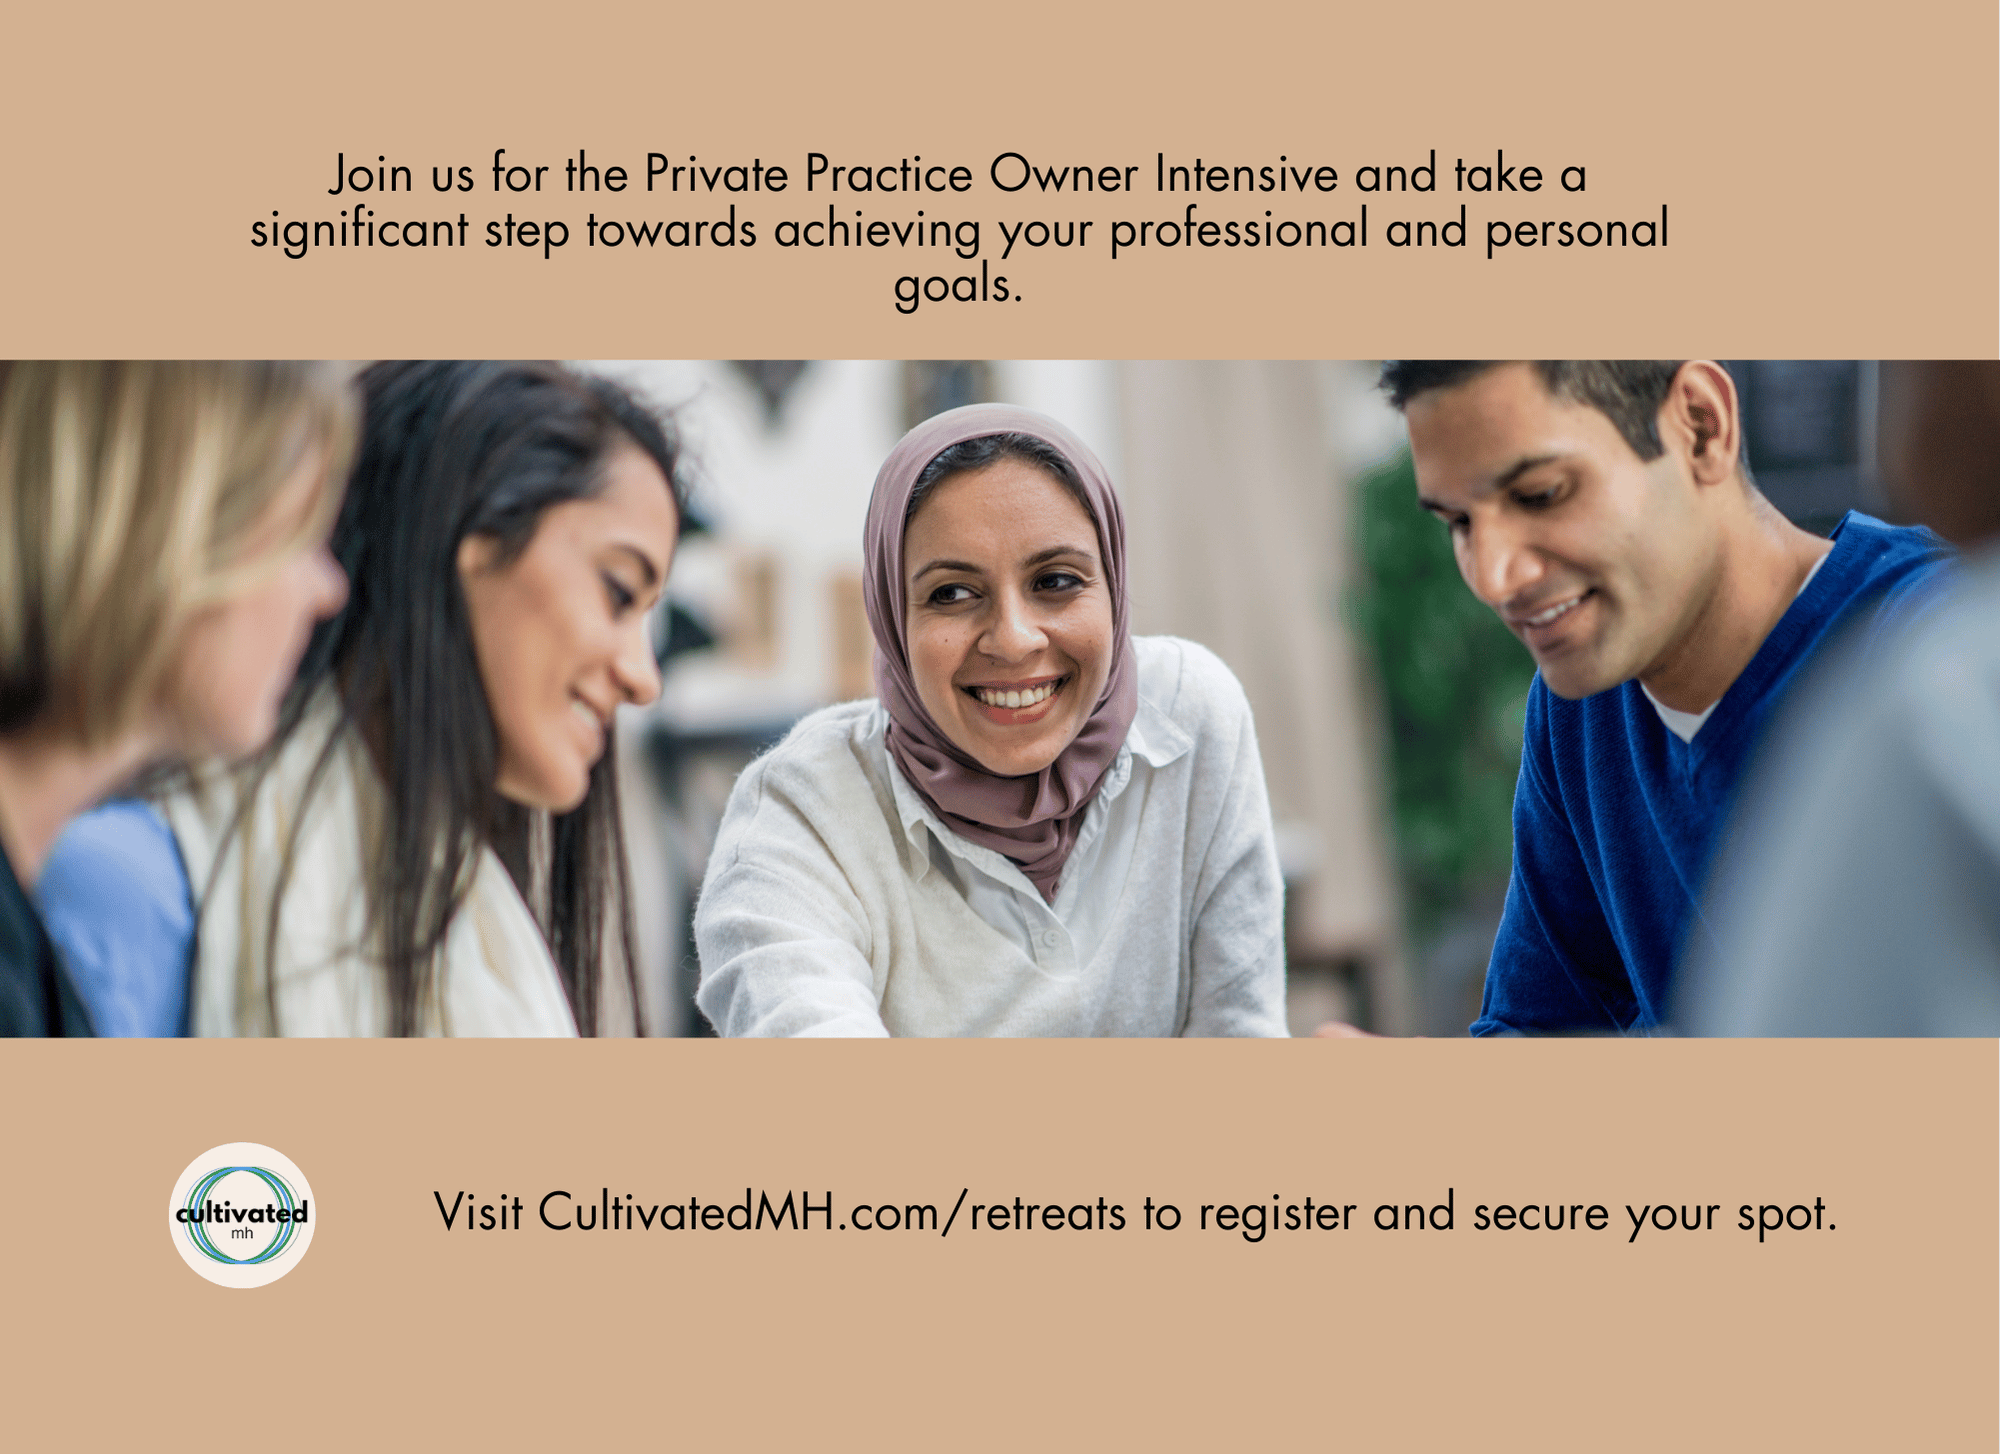 Join us for the Private Practice Owner Intensive and take a
significant step towards achieving your professional and personal
goals.
cultivated
mh
Visit CultivatedMH.com/retreats to register and secure your spot.